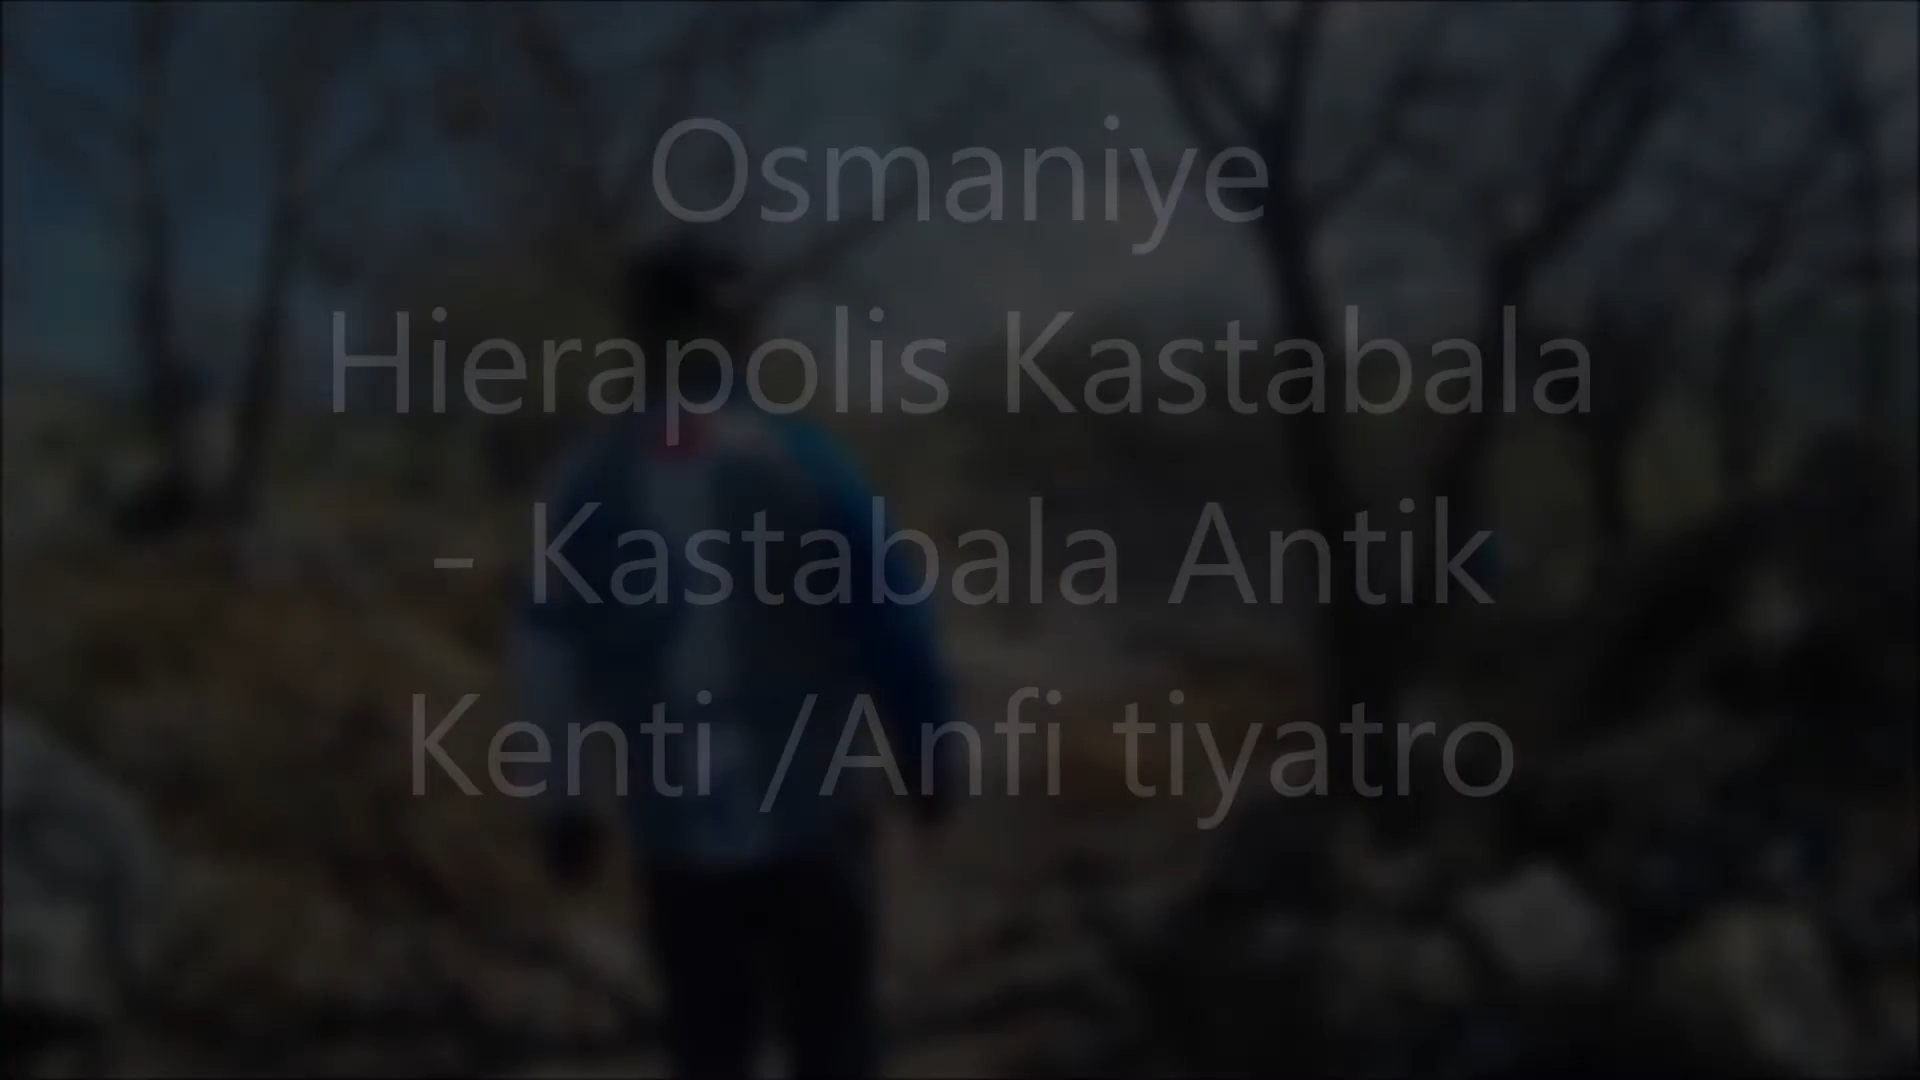 Osmaniye
Hierapolis Kastabala
- Kastabala Antik
Kenti /Anfi tiyatro